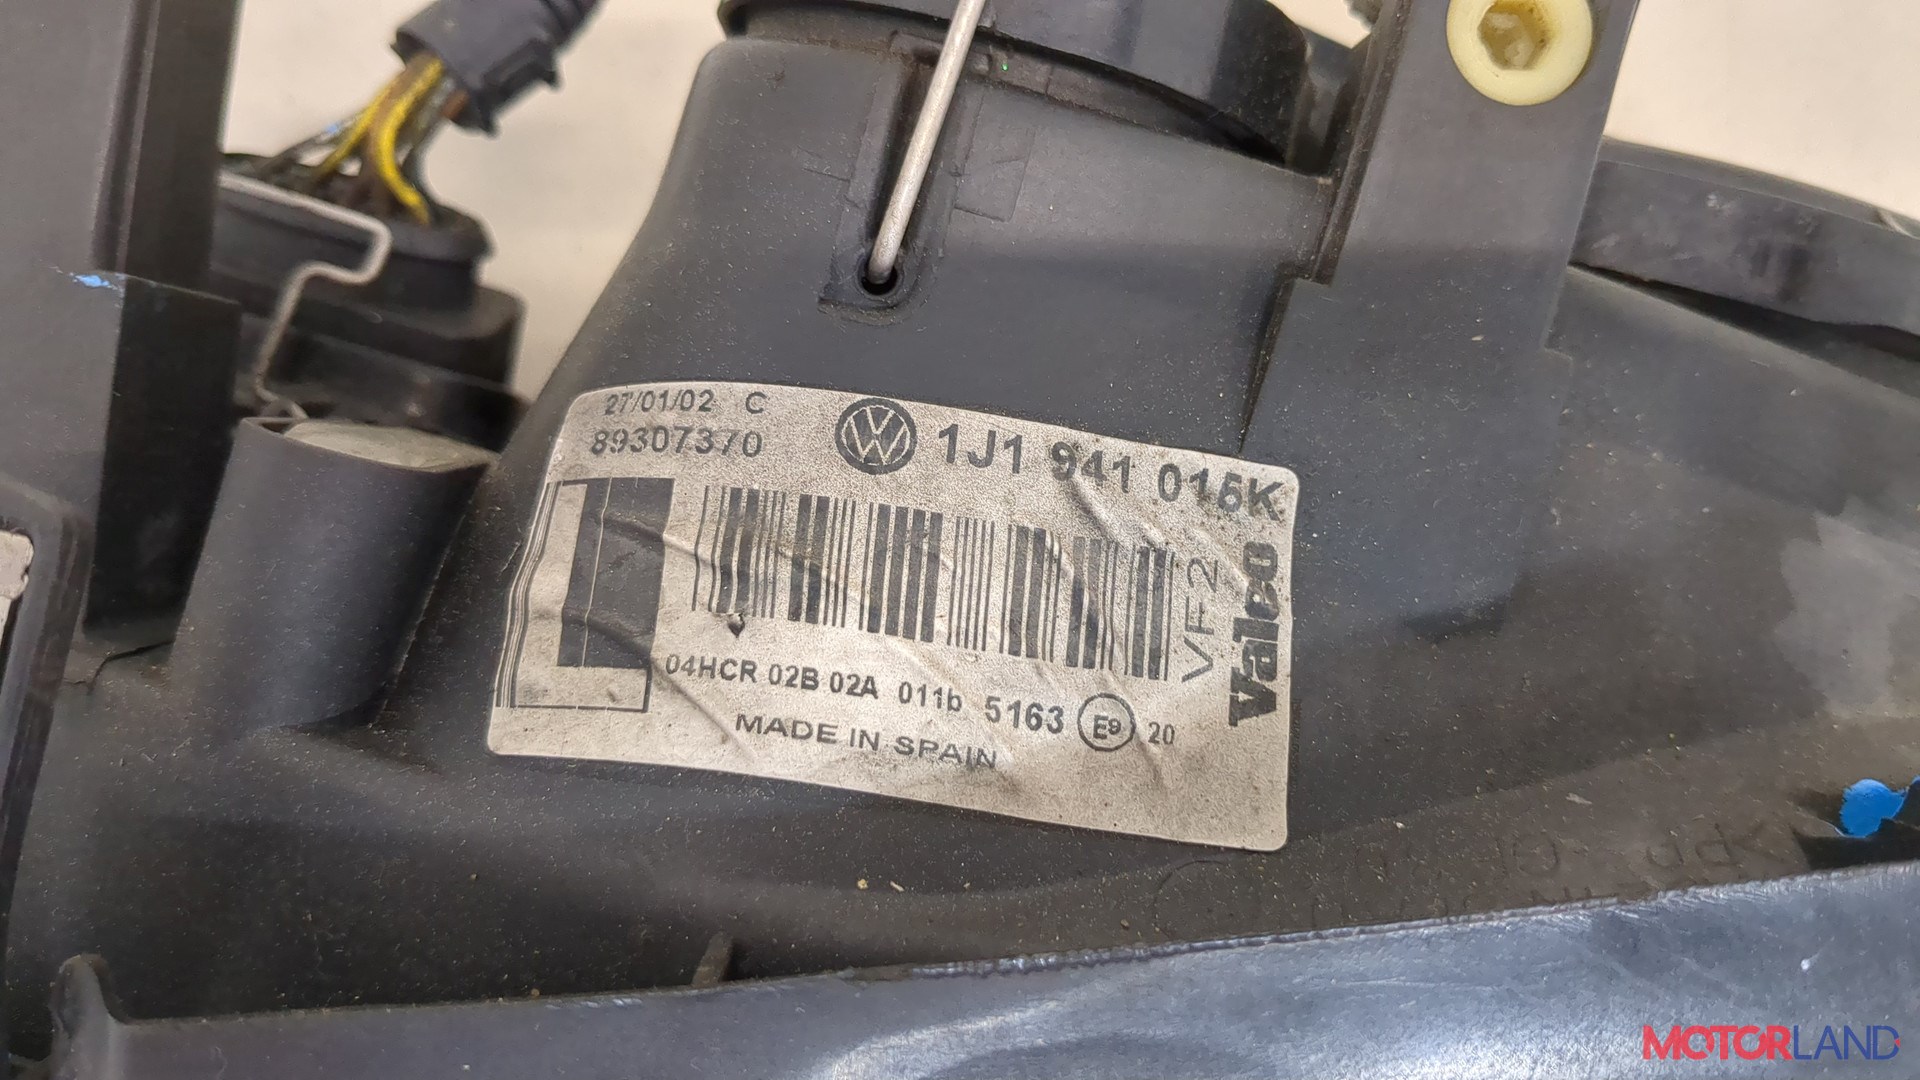 27/01/02 C
89307370
1J1 941 015K
VF2
Valeo
04HCR 02B 02A 011b 5163 E9 20
MADE IN SPAIN
MOTORLAND